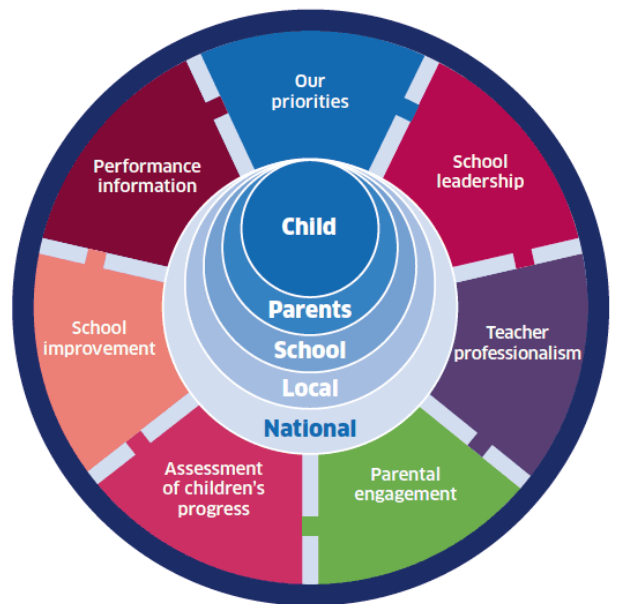 Our
priorities
School
leadership
Teacher
professionalism
Parental
engagement
Assessment
of children's
progress
School
improvement
Performance
information
Child
Parents
School
Local
National